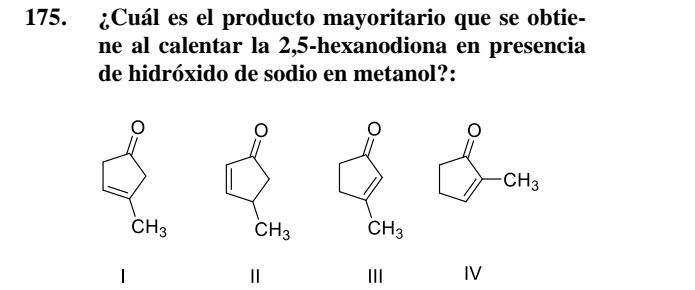 175. ¿Cuál es el producto mayoritario que se obtie-
ne al calentar la 2,5-hexanodiona en presencia
de hidróxido de sodio en metanol?:
O O O O
CH3
CH3 CH3 CH3
I II III IV